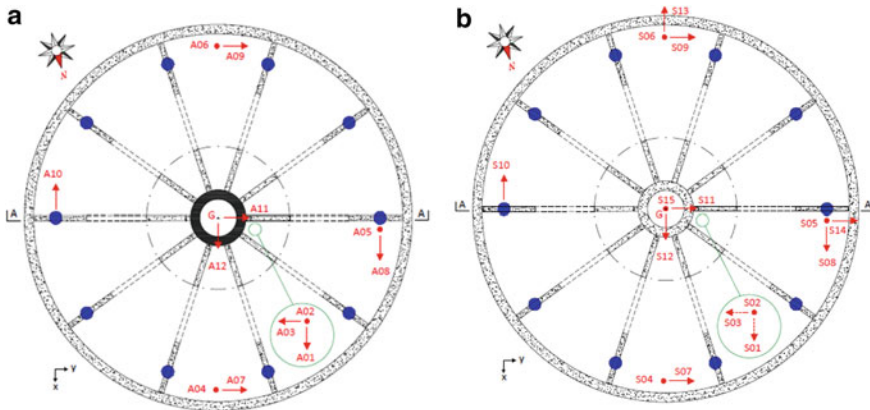 a
N
A06
A09
A10
A
G
A11
A
A05
A12
A08
A02
A03
A01
A04
A07
x
y
b
N
S13
S06
S09
S10
A
S15
S11
G
A
S05
S14
S12
S08
S02
S03
S01
S04
S07
x
y